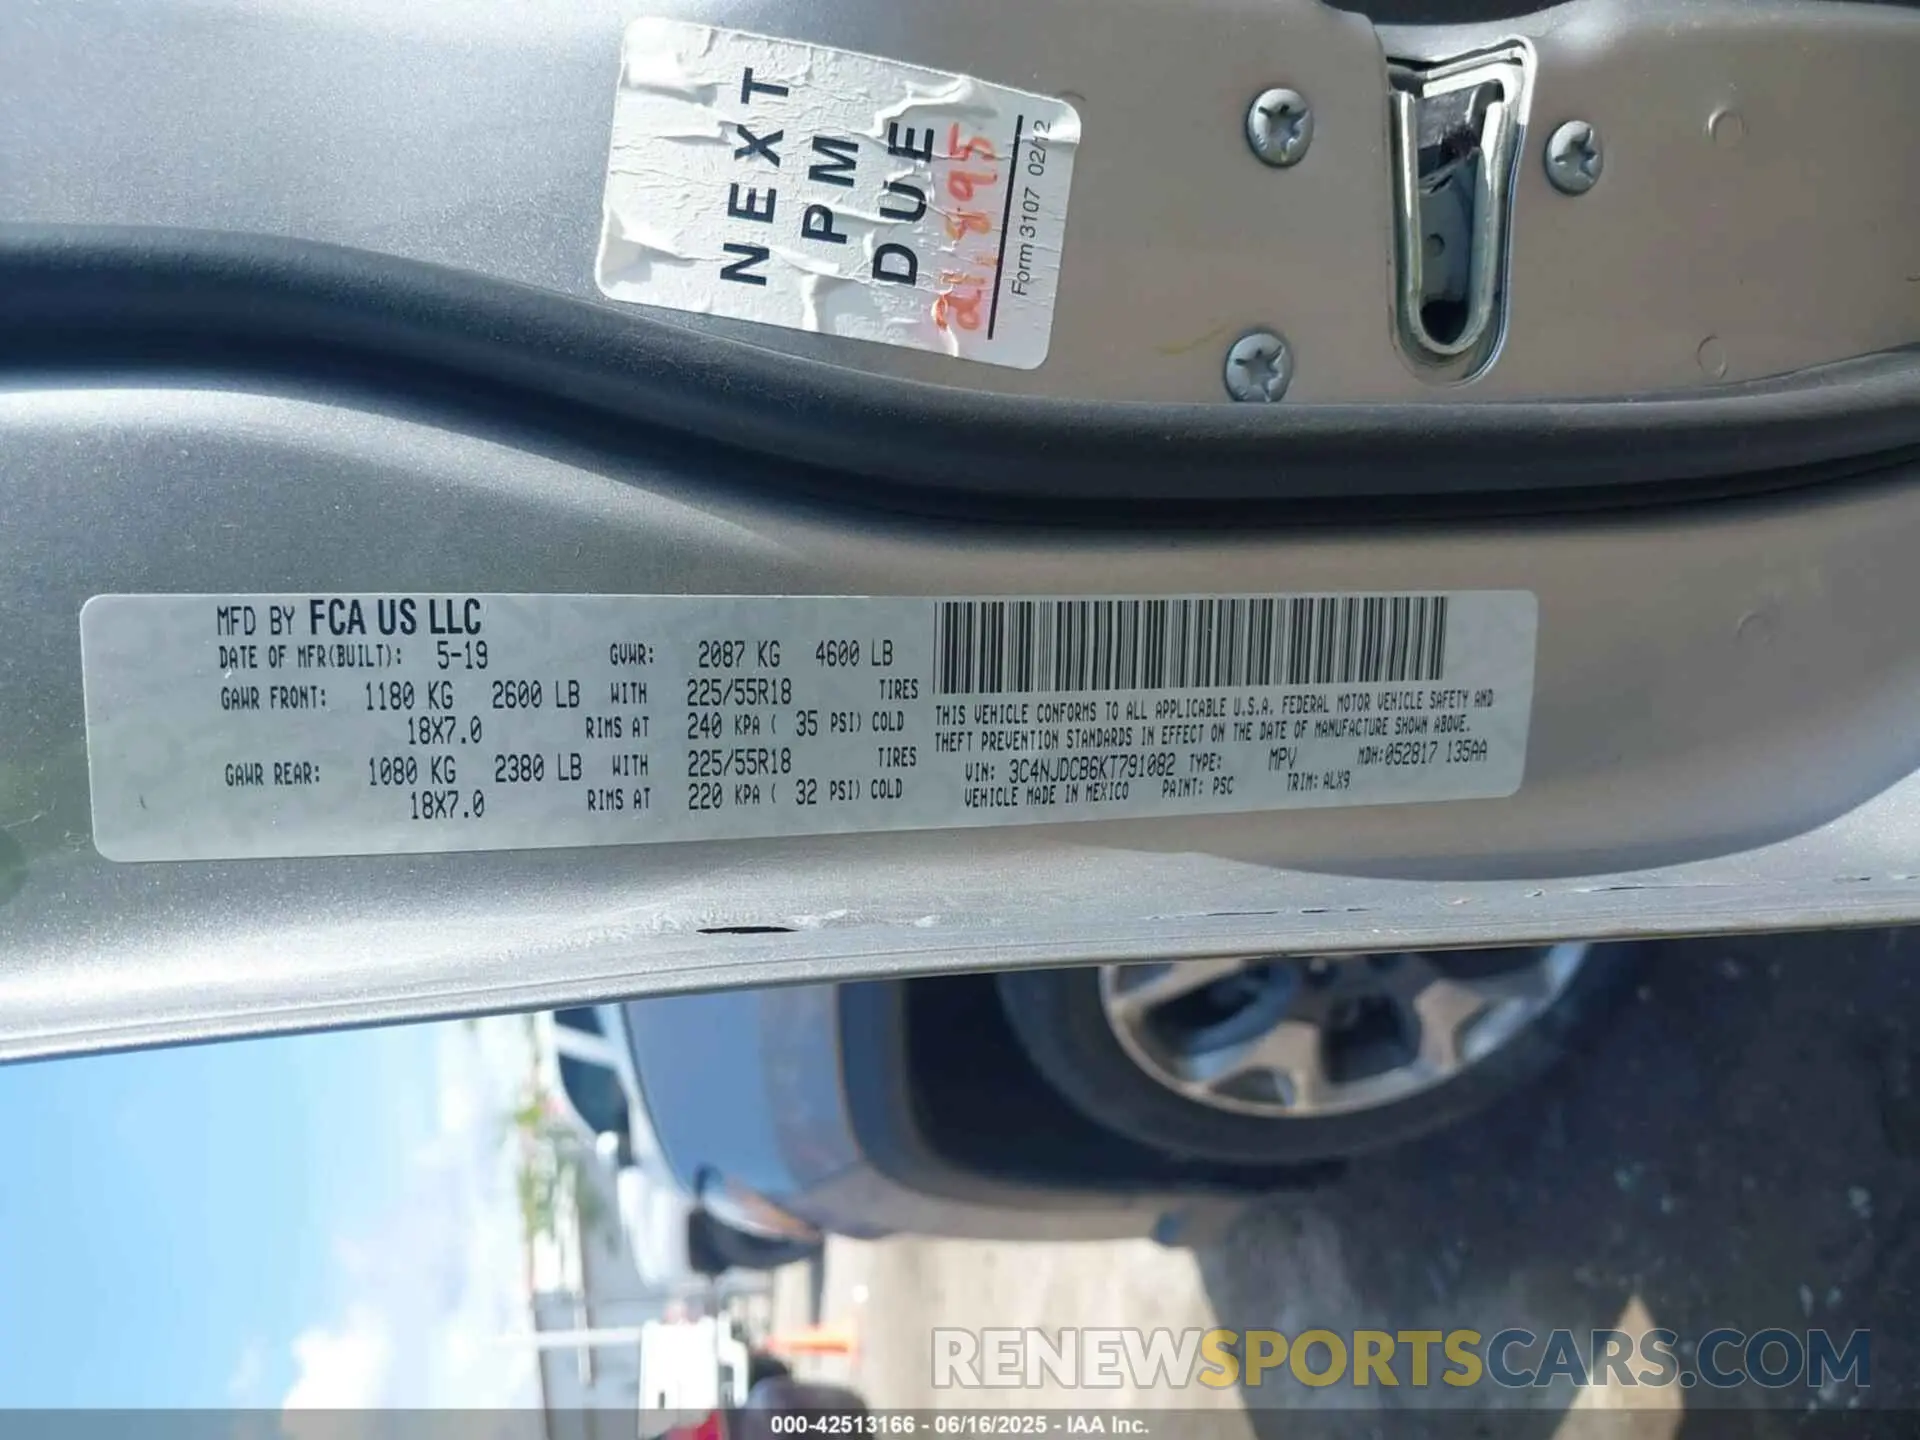 NEXT
PM
DUE
21,895
Form 3107 02/12
MFD BY FCA US LLC
DATE OF MFR(BUILT): 5-19 GVWR: 2087 KG 4600 LB
GAWR FRONT: 1180 KG 2600 LB WITH 225/55R18 TIRES
18X7.0 RIMS AT 240 KPA ( 35 PSI) COLD
GAWR REAR: 1080 KG 2380 LB WITH 225/55R18 TIRES
18X7.0 RIMS AT 220 KPA ( 32 PSI) COLD
THIS VEHICLE CONFORMS TO ALL APPLICABLE U.S.A. FEDERAL MOTOR VEHICLE SAFETY AND
THEFT PREVENTION STANDARDS IN EFFECT ON THE DATE OF MANUFACTURE SHOWN ABOVE.
VIN: 3C4NJDCB6KT791082 TYPE: MPV MDH:052817 135AA
VEHICLE MADE IN MEXICO PAINT: PSC TRIM: ALX9
RENEWSPORTSCARS.COM
000-42513166 - 06/16/2025 - IAA Inc.